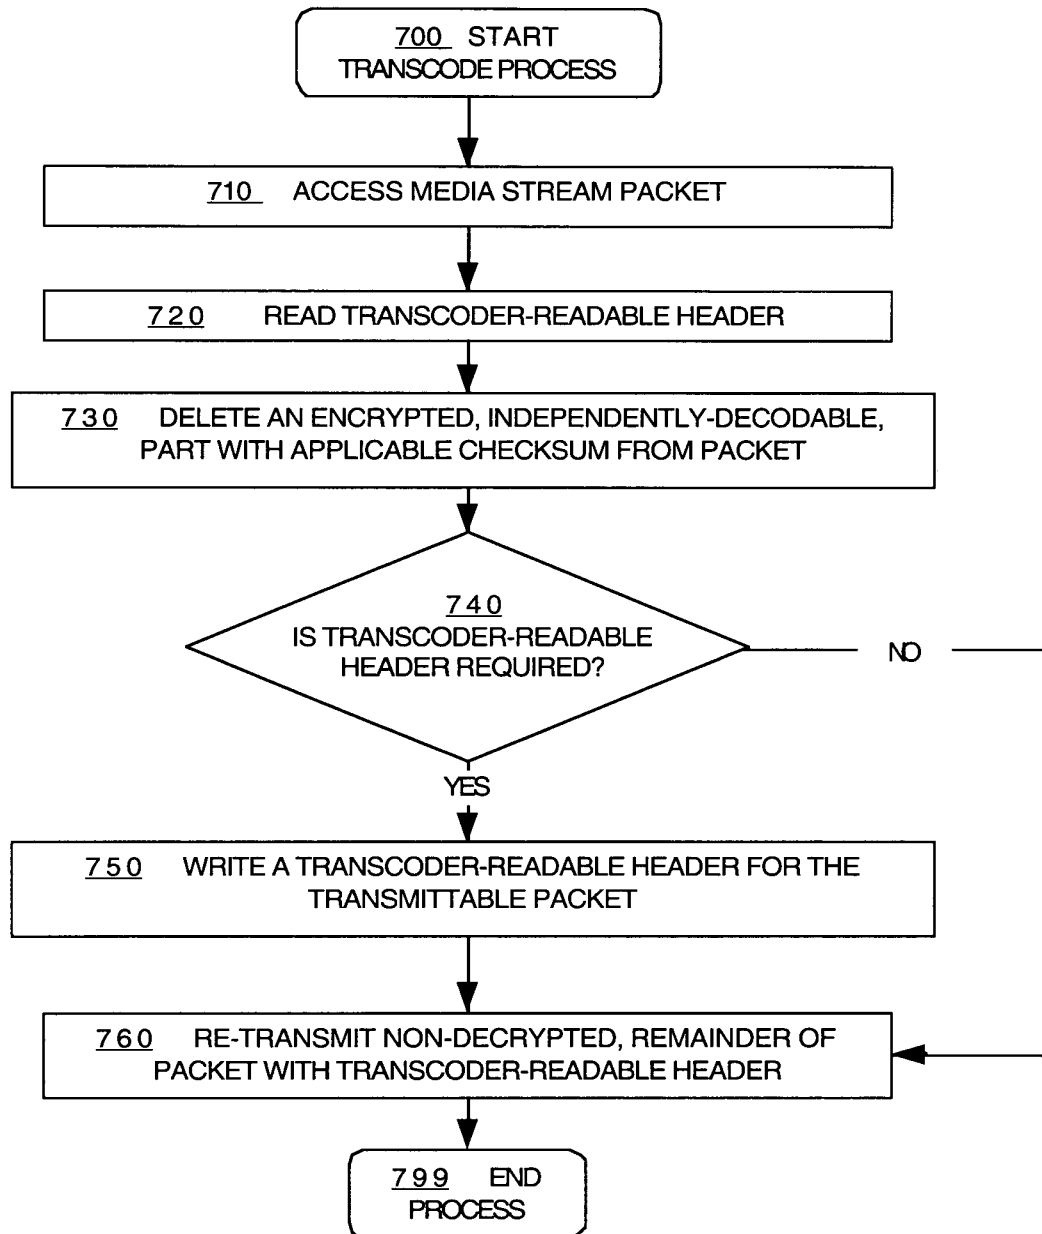 700 START
TRANSCODE PROCESS
710 ACCESS MEDIA STREAM PACKET
720 READ TRANSCODER-READABLE HEADER
730 DELETE AN ENCRYPTED, INDEPENDENTLY-DECODABLE,
PART WITH APPLICABLE CHECKSUM FROM PACKET
740
IS TRANSCODER-READABLE
HEADER REQUIRED?
NO
YES
750 WRITE A TRANSCODER-READABLE HEADER FOR THE
TRANSMITTABLE PACKET
760 RE-TRANSMIT NON-DECRYPTED, REMAINDER OF
PACKET WITH TRANSCODER-READABLE HEADER
799 END
PROCESS